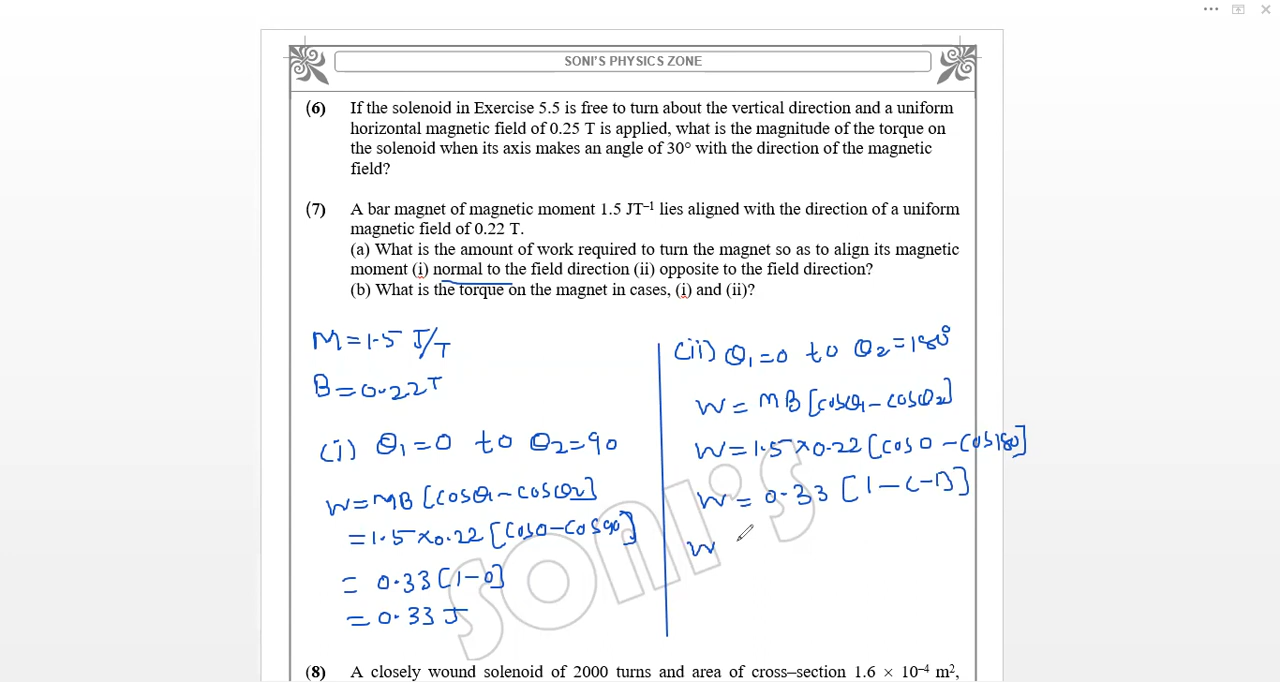 SONI'S PHYSICS ZONE
(6) If the solenoid in Exercise 5.5 is free to turn about the vertical direction and a uniform
horizontal magnetic field of 0.25 T is applied, what is the magnitude of the torque on
the solenoid when its axis makes an angle of 30° with the direction of the magnetic
field?
(7) A bar magnet of magnetic moment 1.5 JT⁻¹ lies aligned with the direction of a uniform
magnetic field of 0.22 T.
(a) What is the amount of work required to turn the magnet so as to align its magnetic
moment (i) normal to the field direction (ii) opposite to the field direction?
(b) What is the torque on the magnet in cases, (i) and (ii)?
M = 1.5 J/T
B = 0.22 T
(i) θ₁ = 0 to θ₂ = 90
W = MB [cosθ₁ - cosθ₂]
= 1.5 × 0.22 [cos0 - cos90]
= 0.33 [1 - 0]
= 0.33 J
(ii) θ₁ = 0 to θ₂ = 180°
W = MB [cosθ₁ - cosθ₂]
W = 1.5 × 0.22 [cos 0 - cos 180]
W = 0.33 [1 - (-1)]
W
SONI'S
(8) A closely wound solenoid of 2000 turns and area of cross–section 1.6 × 10⁻⁴ m²,